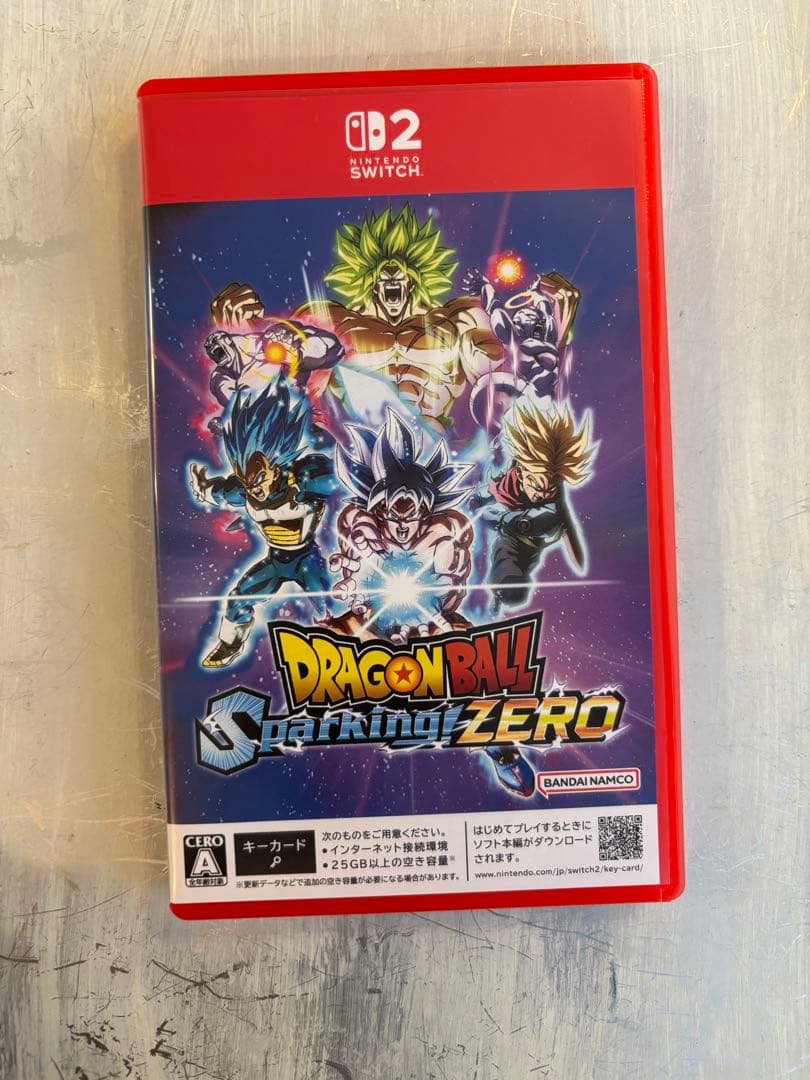 2
NINTENDO
SWITCH™
DRAGON BALL
Sparking! ZERO
BANDAI NAMCO
CERO
A
全年齢対象
キーカード
次のものをご用意ください。
•インターネット接続環境
•25GB以上の空き容量※
※更新データなどで追加の空き容量が必要になる場合があります。
はじめてプレイするときに
ソフト本編がダウンロード
されます。
www.nintendo.com/jp/switch2/key-card/